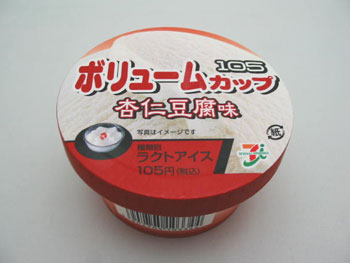 105
ボリュームカップ
杏仁豆腐味
写真はイメージです
紙
種類別
ラクトアイス
105円(税込)